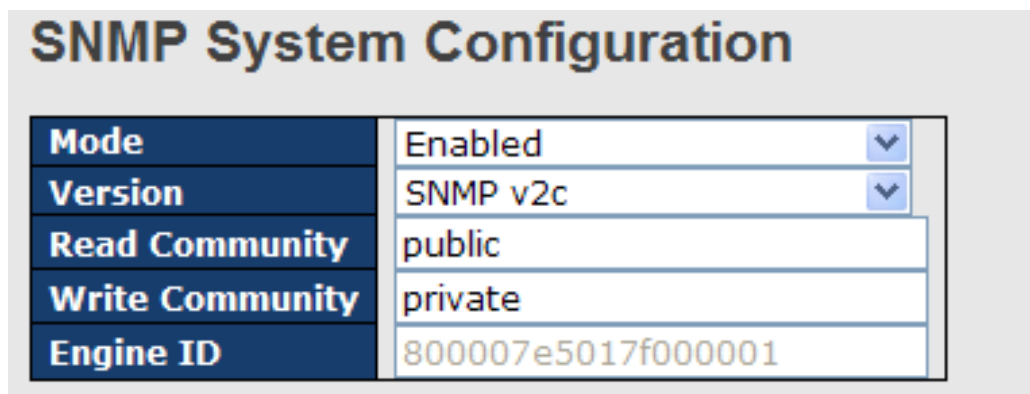 SNMP System Configuration
Mode Enabled
Version SNMP v2c
Read Community public
Write Community private
Engine ID 800007e5017f000001